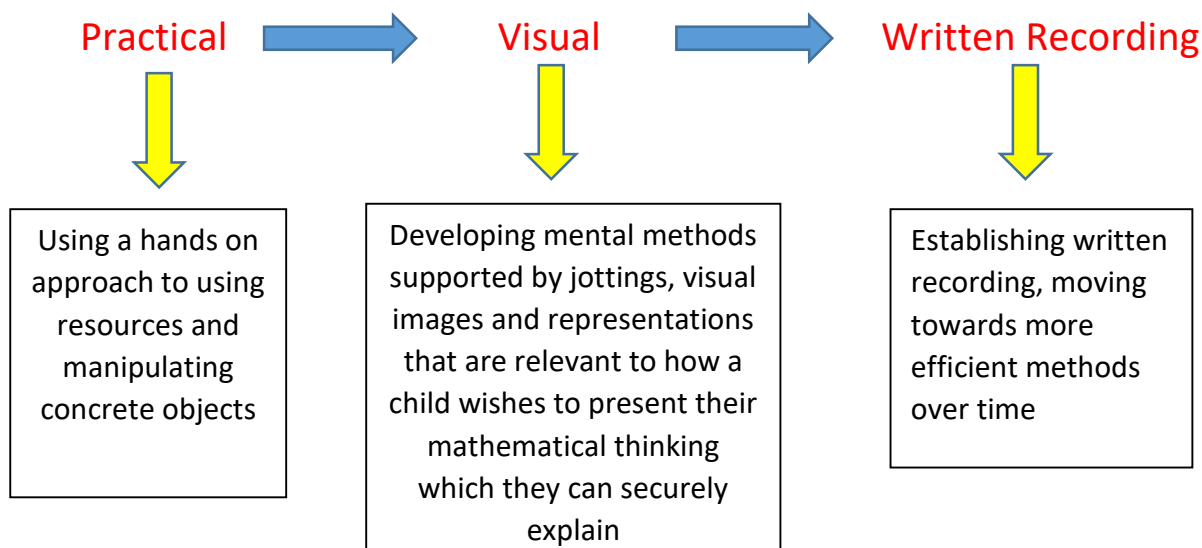 Practical
Visual
Written Recording
Using a hands on
approach to using
resources and
manipulating
concrete objects
Developing mental methods
supported by jottings, visual
images and representations
that are relevant to how a
child wishes to present their
mathematical thinking
which they can securely
explain
Establishing written
recording, moving
towards more
efficient methods
over time